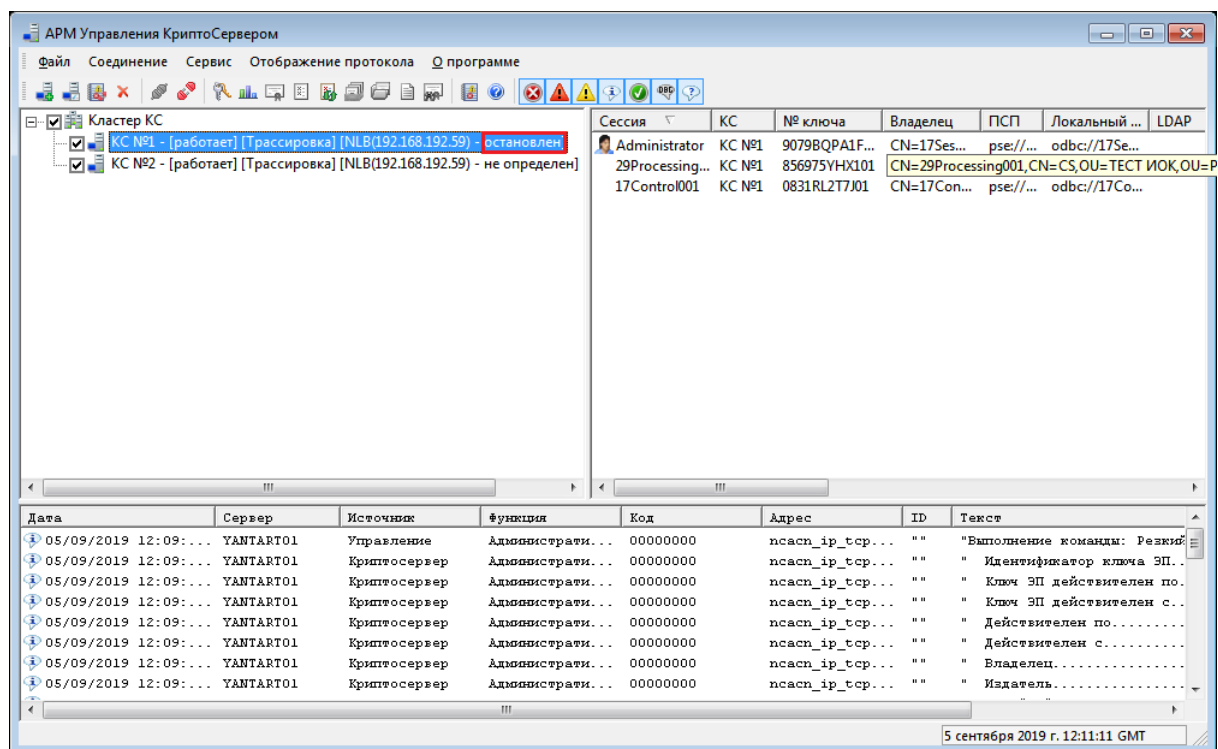 АРМ Управления КриптоСервером
Файл Соединение Сервис Отображение протокола О программе
Кластер КС
КС №1 - [работает] [Трассировка] [NLB(192.168.192.59) - остановлен]
КС №2 - [работает] [Трассировка] [NLB(192.168.192.59) - не определен]
Сессия КС № ключа Владелец ПСП Локальный ... LDAP
Administrator КС №1 9079BQPA1F... CN=17Ses... pse://... odbc://17Se...
29Processing... КС №1 856975YHX101 CN=29Processing001,CN=CS,OU=ТЕСТ ИОК,OU=P
17Control001 КС №1 0831RL2T7J01 CN=17Con... pse://... odbc://17Co...
Дата Сервер Источник Функция Код Адрес ID Текст
05/09/2019 12:09:... YANTART01 Управление Администрати... 00000000 ncacn_ip_tcp... "" "Выполнение команды: Резкий
05/09/2019 12:09:... YANTART01 Криптосервер Администрати... 00000000 ncacn_ip_tcp... "" " Идентификатор ключа ЭП..
05/09/2019 12:09:... YANTART01 Криптосервер Администрати... 00000000 ncacn_ip_tcp... "" " Ключ ЭП действителен по.
05/09/2019 12:09:... YANTART01 Криптосервер Администрати... 00000000 ncacn_ip_tcp... "" " Ключ ЭП действителен с..
05/09/2019 12:09:... YANTART01 Криптосервер Администрати... 00000000 ncacn_ip_tcp... "" " Действителен по.........
05/09/2019 12:09:... YANTART01 Криптосервер Администрати... 00000000 ncacn_ip_tcp... "" " Действителен с..........
05/09/2019 12:09:... YANTART01 Криптосервер Администрати... 00000000 ncacn_ip_tcp... "" " Владелец................
05/09/2019 12:09:... YANTART01 Криптосервер Администрати... 00000000 ncacn_ip_tcp... "" " Издатель................
5 сентября 2019 г. 12:11:11 GMT